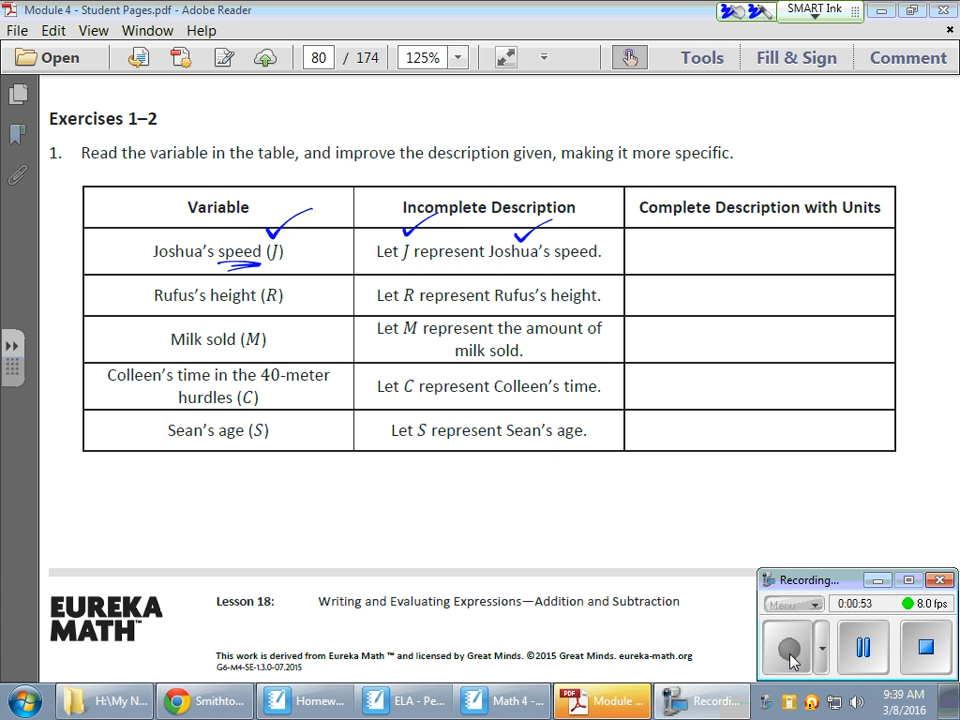 Module 4 - Student Pages.pdf - Adobe Reader
SMART Ink
File Edit View Window Help
Open
80 / 174
125%
Tools
Fill & Sign
Comment
Exercises 1–2
1. Read the variable in the table, and improve the description given, making it more specific.
Variable
Incomplete Description
Complete Description with Units
Joshua's speed (J)
Let J represent Joshua's speed.
Rufus's height (R)
Let R represent Rufus's height.
Milk sold (M)
Let M represent the amount of
milk sold.
Colleen's time in the 40-meter
hurdles (C)
Let C represent Colleen's time.
Sean's age (S)
Let S represent Sean's age.
EUREKA
MATH™
Lesson 18: Writing and Evaluating Expressions—Addition and Subtraction
This work is derived from Eureka Math ™ and licensed by Great Minds. ©2015 Great Minds. eureka-math.org
G6-M4-SE-1.3.0-07.2015
Recording...
Menu
0:00:53
8.0 fps
H:\My N...
Smithto...
Homew...
ELA - Pe...
Math 4 -...
PDF
Module ...
Recordi...
9:39 AM
3/8/2016